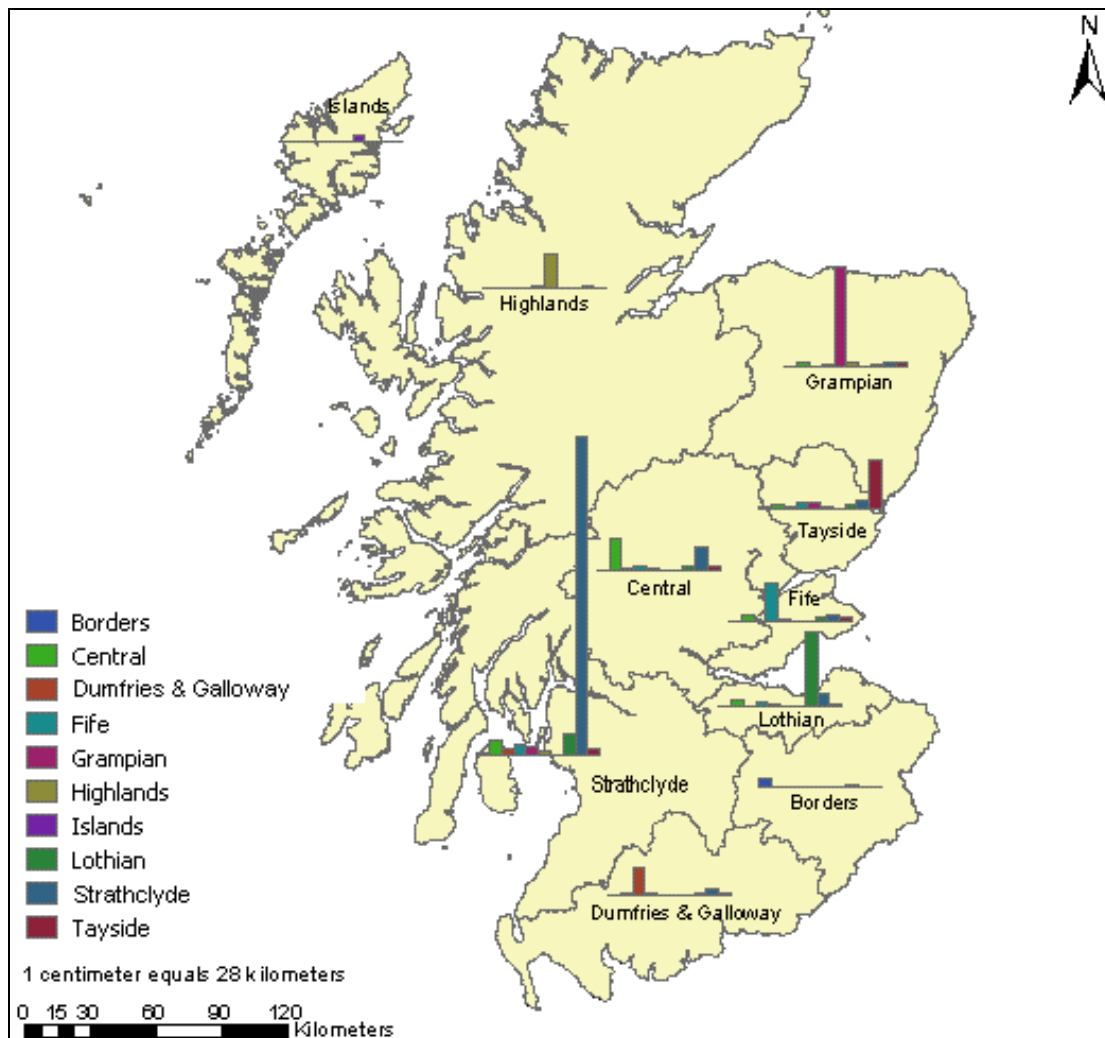 N
Islands
Highlands
Grampian
Tayside
Central
Fife
Lothian
Strathclyde
Borders
Dumfries & Galloway
Borders
Central
Dumfries & Galloway
Fife
Grampian
Highlands
Islands
Lothian
Strathclyde
Tayside
1 centimeter equals 28 kilometers
0 15 30 60 90 120
Kilometers